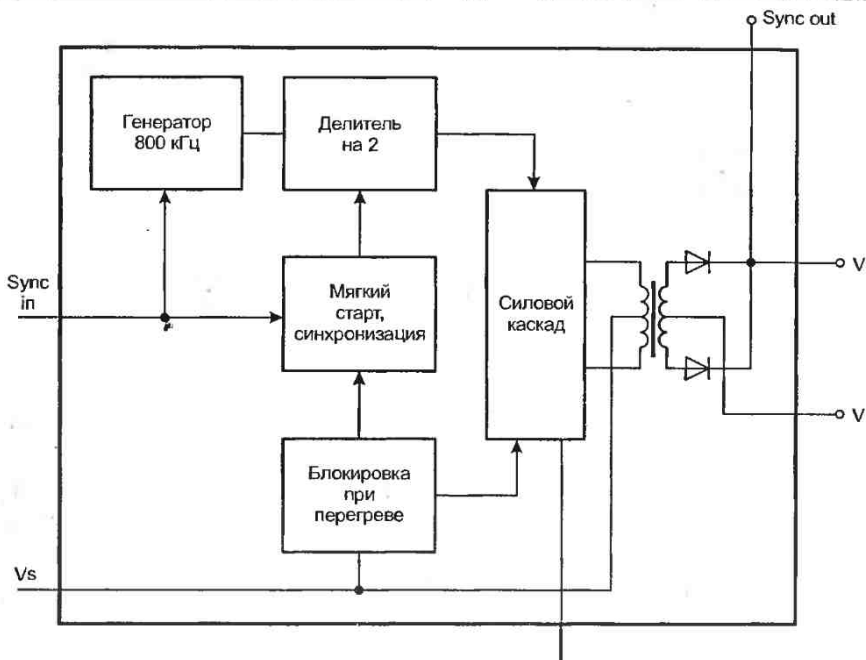 Sync out
Генератор
800 кГц
Делитель
на 2
Sync
in
Мягкий
старт,
синхронизация
Силовой
каскад
V
V
Блокировка
при
перегреве
Vs